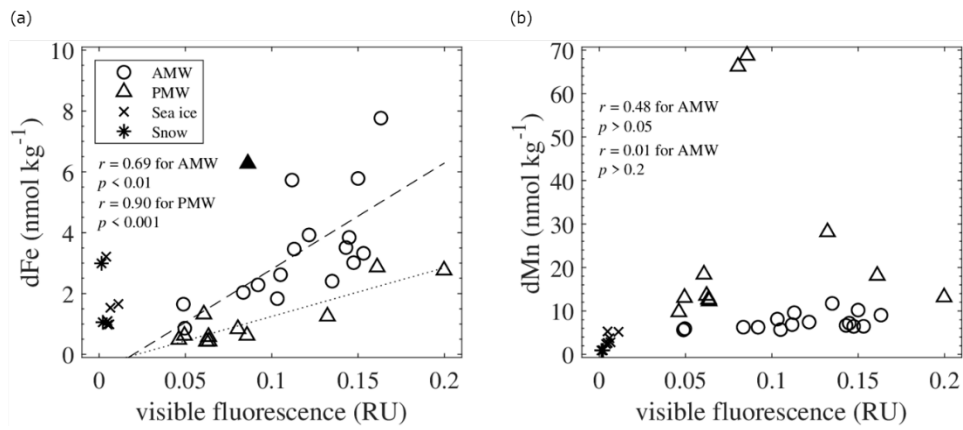 (a)
10
8
6
4
2
0
dFe (nmol kg⁻¹)
AMW
PMW
Sea ice
Snow
r = 0.69 for AMW
p < 0.01
r = 0.90 for PMW
p < 0.001
0
0.05
0.1
0.15
0.2
visible fluorescence (RU)
(b)
70
60
50
40
30
20
10
0
dMn (nmol kg⁻¹)
r = 0.48 for AMW
p > 0.05
r = 0.01 for AMW
p > 0.2
0
0.05
0.1
0.15
0.2
visible fluorescence (RU)